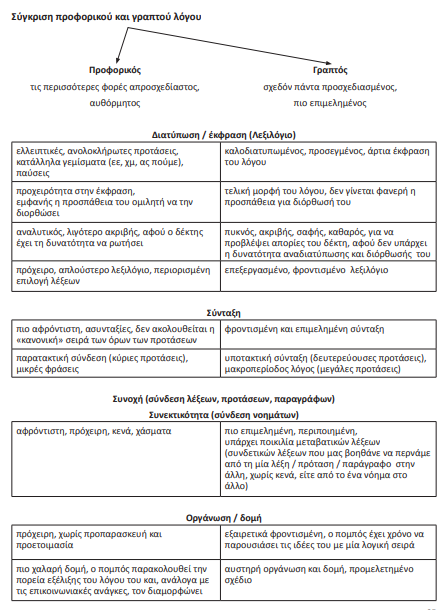 Σύγκριση προφορικού και γραπτού λόγου
Προφορικός
τις περισσότερες φορές απροσχεδίαστος,
αυθόρμητος
Γραπτός
σχεδόν πάντα προσχεδιασμένος,
πιο επιμελημένος
Διατύπωση / έκφραση (Λεξιλόγιο)
ελλειπτικές, ανολοκλήρωτες προτάσεις,
κατάλληλα γεμίσματα (εε, χμ, ας πούμε),
παύσεις
καλοδιατυπωμένος, προσεγμένος, άρτια έκφραση
του λόγου
προχειρότητα στην έκφραση,
εμφανής η προσπάθεια του ομιλητή να την
διορθώσει
τελική μορφή του λόγου, δεν γίνεται φανερή η
προσπάθεια για διόρθωσή του
αναλυτικός, λιγότερο ακριβής, αφού ο δέκτης
έχει τη δυνατότητα να ρωτήσει
πυκνός, ακριβής, σαφής, καθαρός, για να
προβλέψει απορίες του δέκτη, αφού δεν υπάρχει
η δυνατότητα αναδιατύπωσης και διόρθωσής του
πρόχειρο, απλούστερο λεξιλόγιο, περιορισμένη
επιλογή λέξεων
επεξεργασμένο, φροντισμένο λεξιλόγιο
Σύνταξη
πιο αφρόντιστη, ασυνταξίες, δεν ακολουθείται η
«κανονική» σειρά των όρων των προτάσεων
φροντισμένη και επιμελημένη σύνταξη
παρατακτική σύνδεση (κύριες προτάσεις),
μικρές φράσεις
υποτακτική σύνταξη (δευτερεύουσες προτάσεις),
μακροπερίοδος λόγος (μεγάλες προτάσεις)
Συνοχή (σύνδεση λέξεων, προτάσεων, παραγράφων)
Συνεκτικότητα (σύνδεση νοημάτων)
αφρόντιστη, πρόχειρη, κενά, χάσματα
πιο επιμελημένη, περιποιημένη,
υπάρχει ποικιλία μεταβατικών λέξεων
(συνδετικών λέξεων που μας βοηθάνε να περνάμε
από τη μία λέξη / πρόταση / παράγραφο στην
άλλη, χωρίς κενά, είτε από το ένα νόημα στο
άλλο)
Οργάνωση / δομή
πρόχειρη, χωρίς προπαρασκευή και
προετοιμασία
εξαιρετικά φροντισμένη, ο πομπός έχει χρόνο να
παρουσιάσει τις ιδέες του με μία λογική σειρά
πιο χαλαρή δομή, ο πομπός παρακολουθεί την
πορεία εξέλιξης του λόγου του και, ανάλογα με
τις επικοινωνιακές ανάγκες, τον διαμορφώνει
αυστηρή οργάνωση και δομή, προμελετημένο
σχέδιο